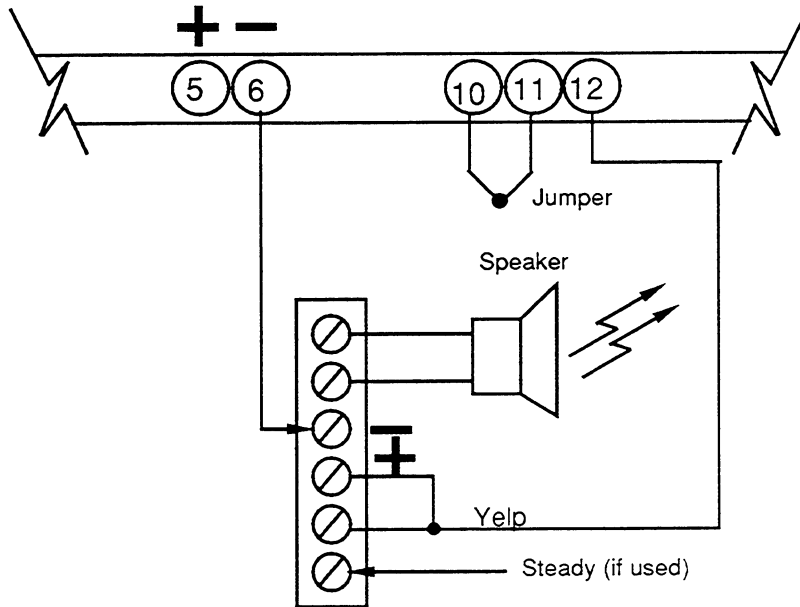 + −
5 6 10 11 12
Jumper
Speaker
−
+
Yelp
Steady (if used)